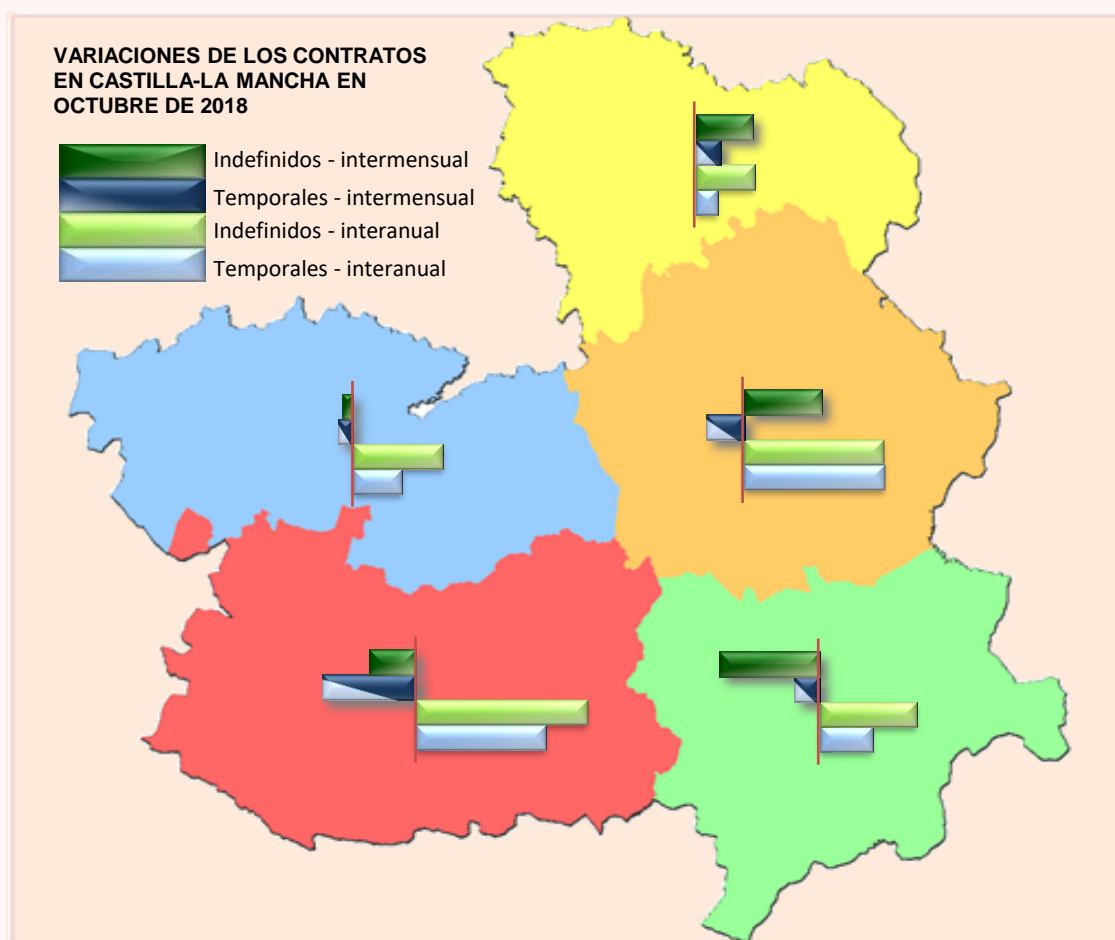 VARIACIONES DE LOS CONTRATOS
EN CASTILLA-LA MANCHA EN
OCTUBRE DE 2018
Indefinidos - intermensual
Temporales - intermensual
Indefinidos - interanual
Temporales - interanual